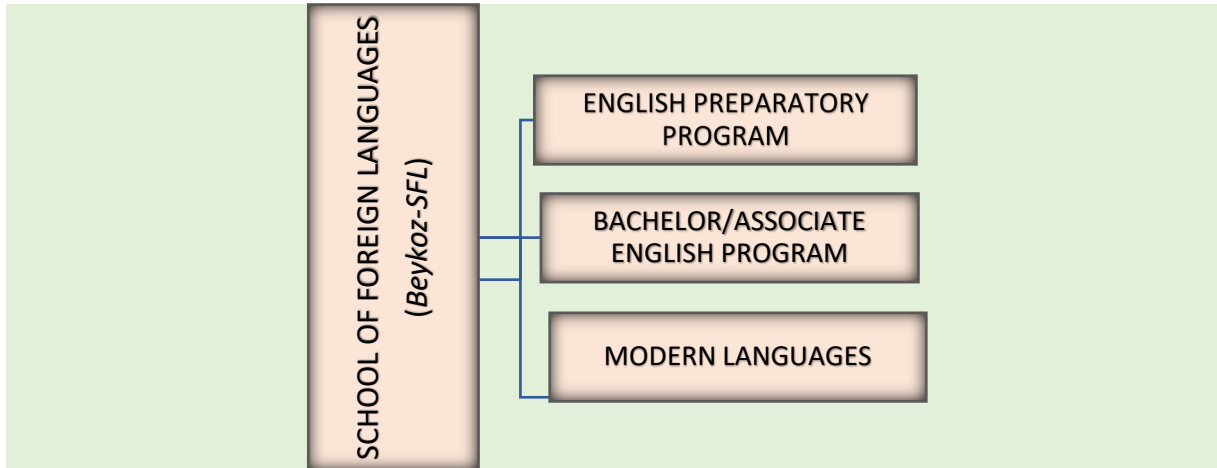 SCHOOL OF FOREIGN LANGUAGES
(Beykoz-SFL)
ENGLISH PREPARATORY
PROGRAM
BACHELOR/ASSOCIATE
ENGLISH PROGRAM
MODERN LANGUAGES